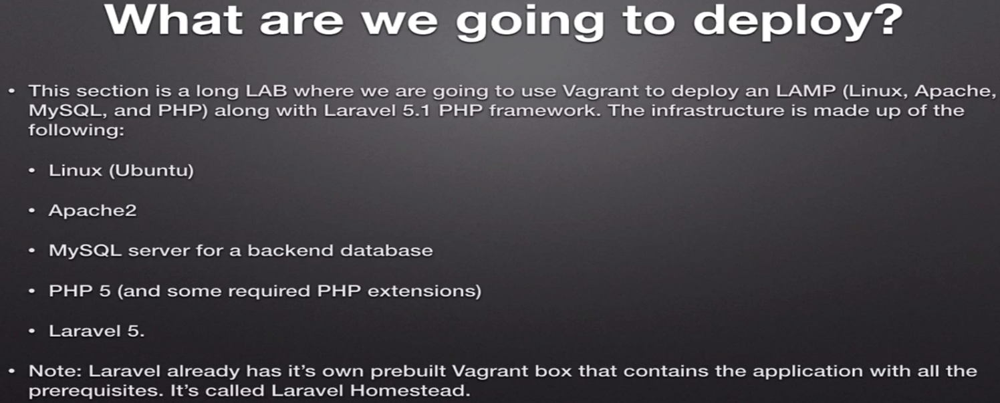 What are we going to deploy?
• This section is a long LAB where we are going to use Vagrant to deploy an LAMP (Linux, Apache,
MySQL, and PHP) along with Laravel 5.1 PHP framework. The infrastructure is made up of the
following:
• Linux (Ubuntu)
• Apache2
• MySQL server for a backend database
• PHP 5 (and some required PHP extensions)
• Laravel 5.
• Note: Laravel already has it’s own prebuilt Vagrant box that contains the application with all the
prerequisites. It’s called Laravel Homestead.